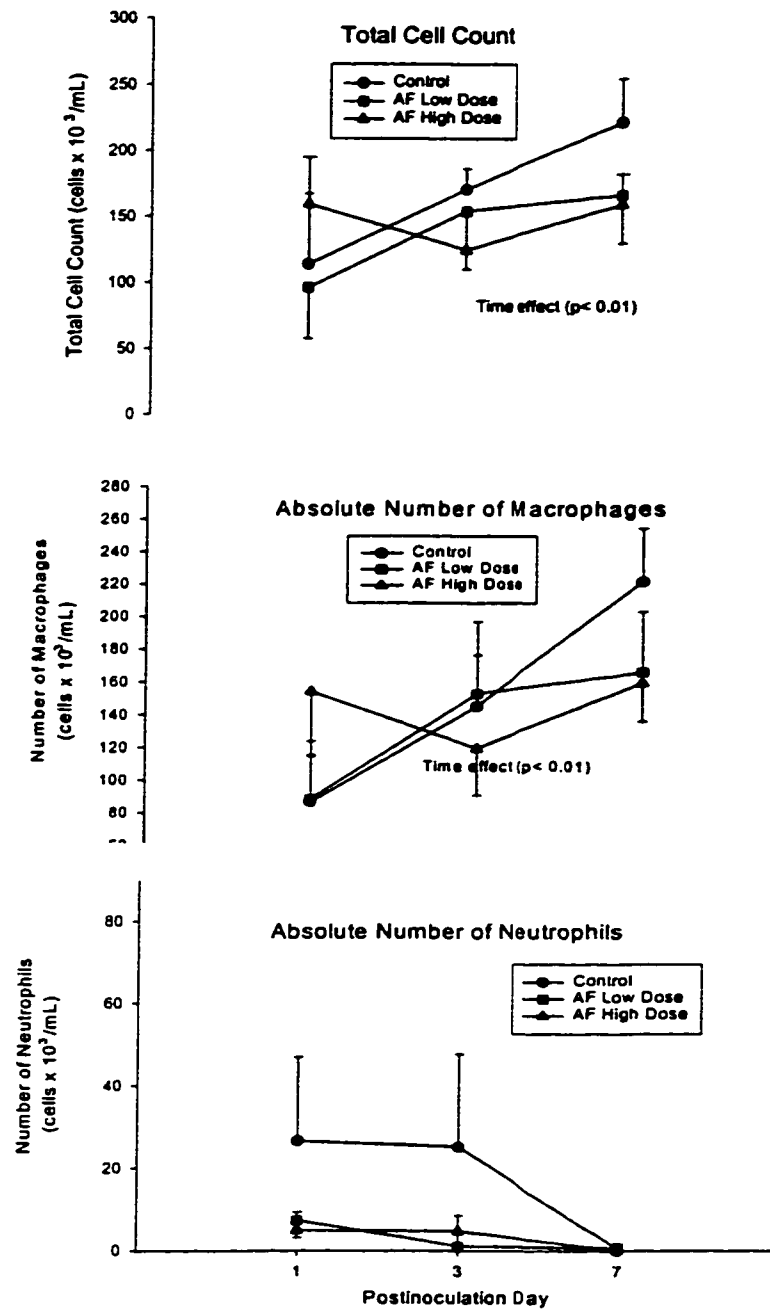 Total Cell Count
Control
AF Low Dose
AF High Dose
Total Cell Count (cells x 10³/mL)
300
250
200
150
100
50
0
Time effect (p< 0.01)
Absolute Number of Macrophages
Control
AF Low Dose
AF High Dose
Number of Macrophages
(cells x 10³/mL)
280
260
240
220
200
180
160
140
120
100
80
Time effect (p< 0.01)
Absolute Number of Neutrophils
Control
AF Low Dose
AF High Dose
Number of Neutrophils
(cells x 10³/mL)
80
60
40
20
0
1 3 7
Postinoculation Day